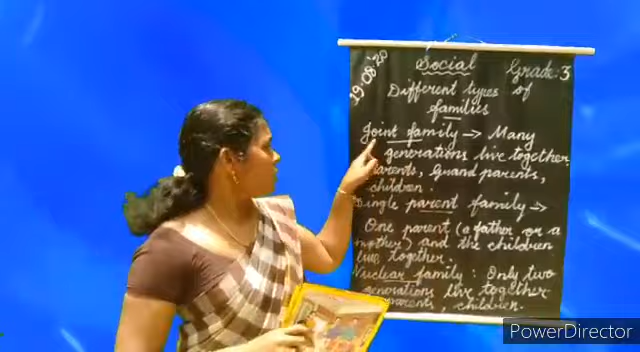 19.08.20
Social Grade: 3
Different types of
families
Joint family → Many
generations live together.
parents, grand parents,
children.
Single parent family →
One parent (a father or a
mother) and the children
live together.
Nuclear family : Only two
generations live together
parents, children.
PowerDirector